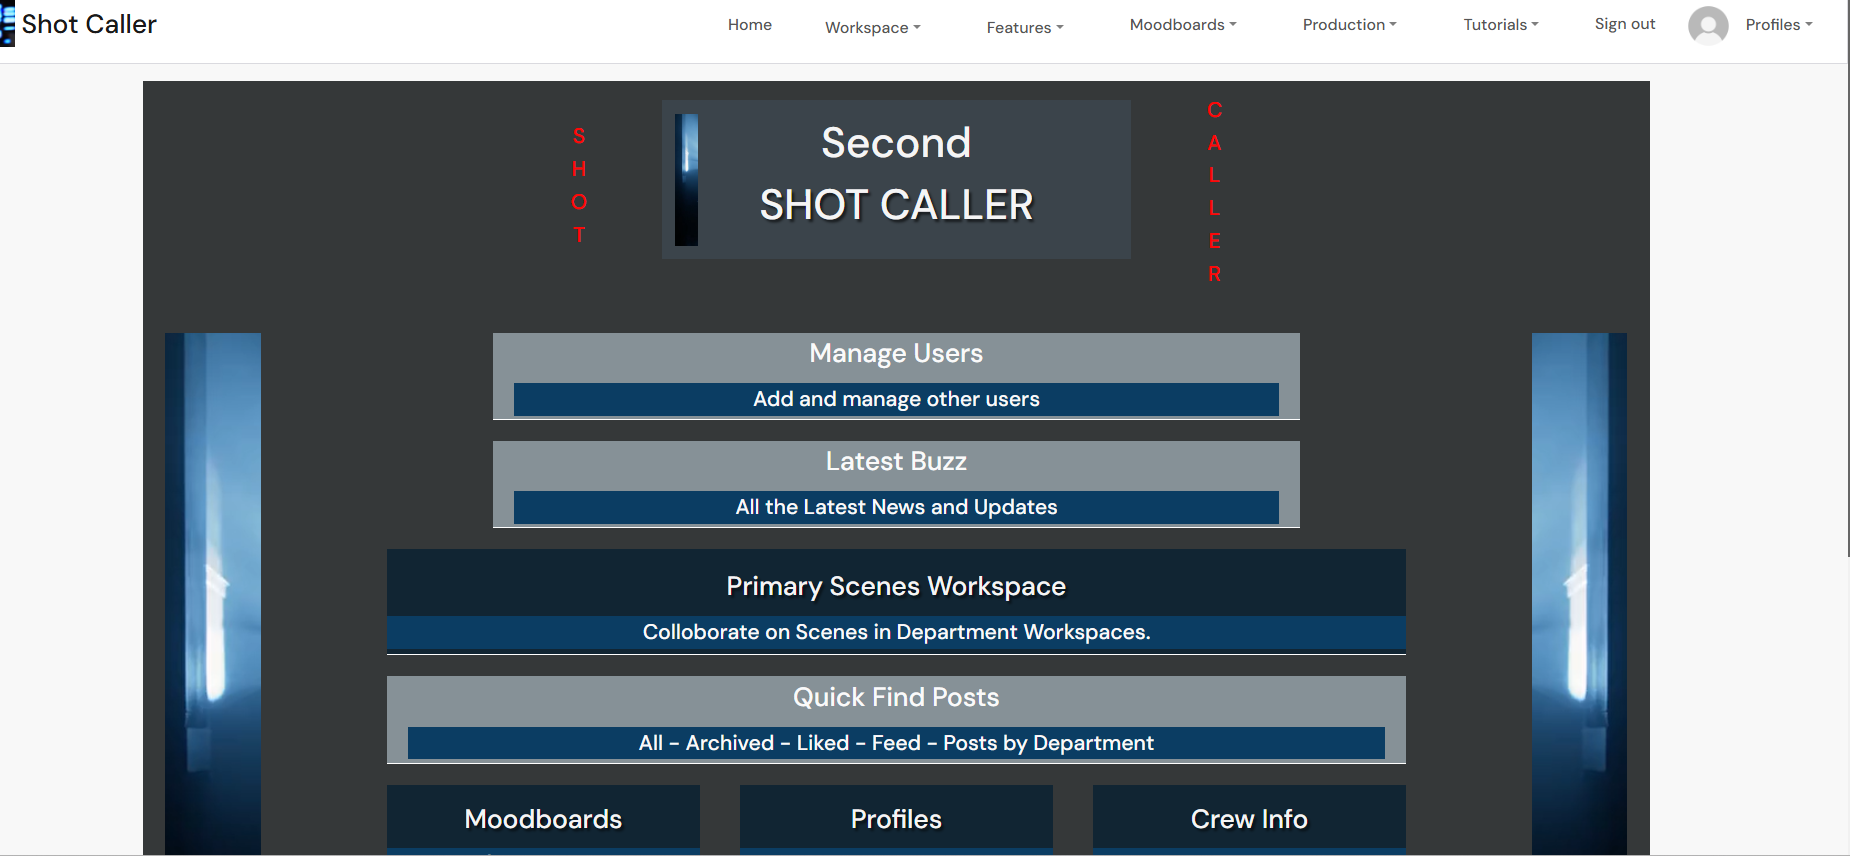 Shot Caller
Home
Workspace
Features
Moodboards
Production
Tutorials
Sign out
Profiles
S
H
O
T
Second
SHOT CALLER
C
A
L
L
E
R
Manage Users
Add and manage other users
Latest Buzz
All the Latest News and Updates
Primary Scenes Workspace
Colloborate on Scenes in Department Workspaces.
Quick Find Posts
All - Archived - Liked - Feed - Posts by Department
Moodboards
Profiles
Crew Info